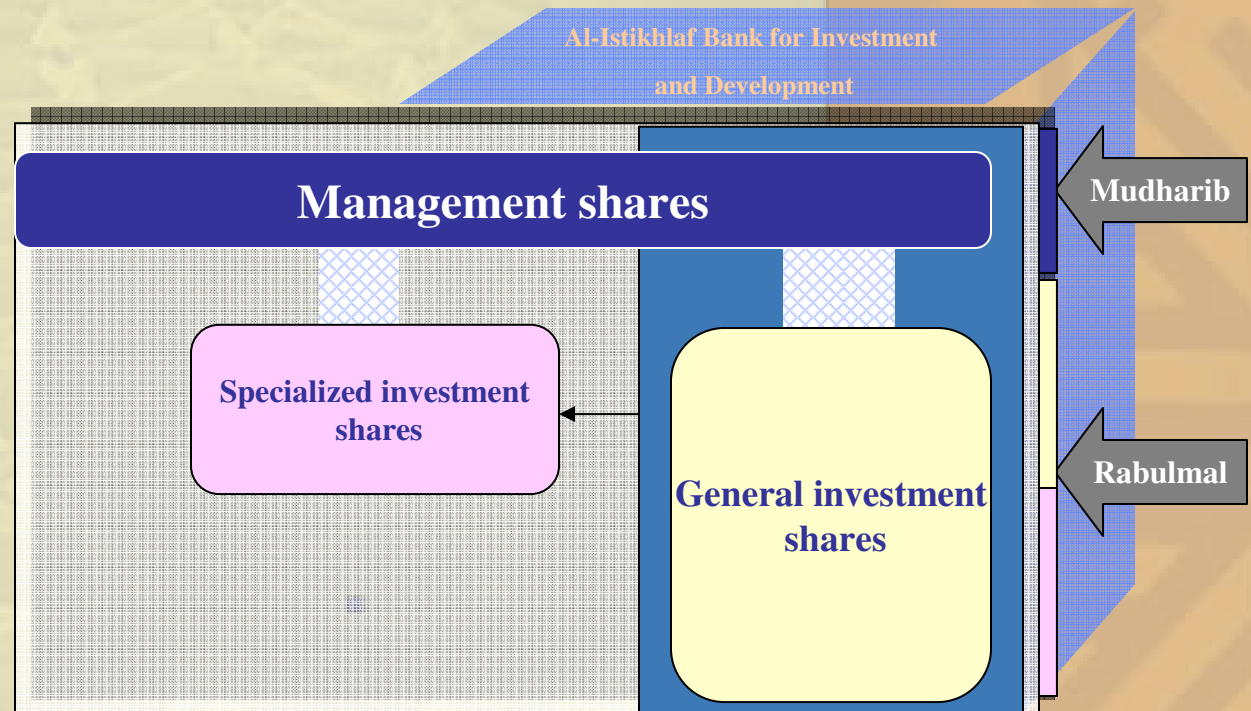 Al-Istikhlaf Bank for Investment
and Development
Management shares
Mudharib
Specialized investment
shares
General investment
shares
Rabulmal